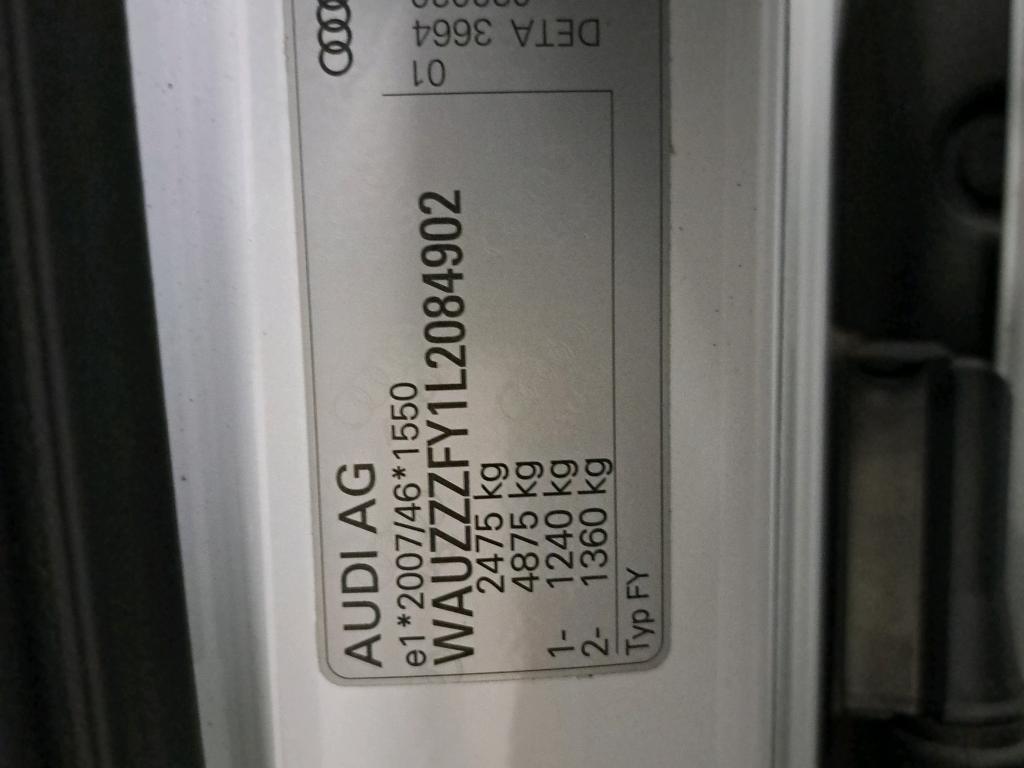 AUDI AG
e1*2007/46*1550
WAUZZZFY1L2084902
2475 kg
4875 kg
1- 1240 kg
2- 1360 kg
Typ FY
01
DETA 3664